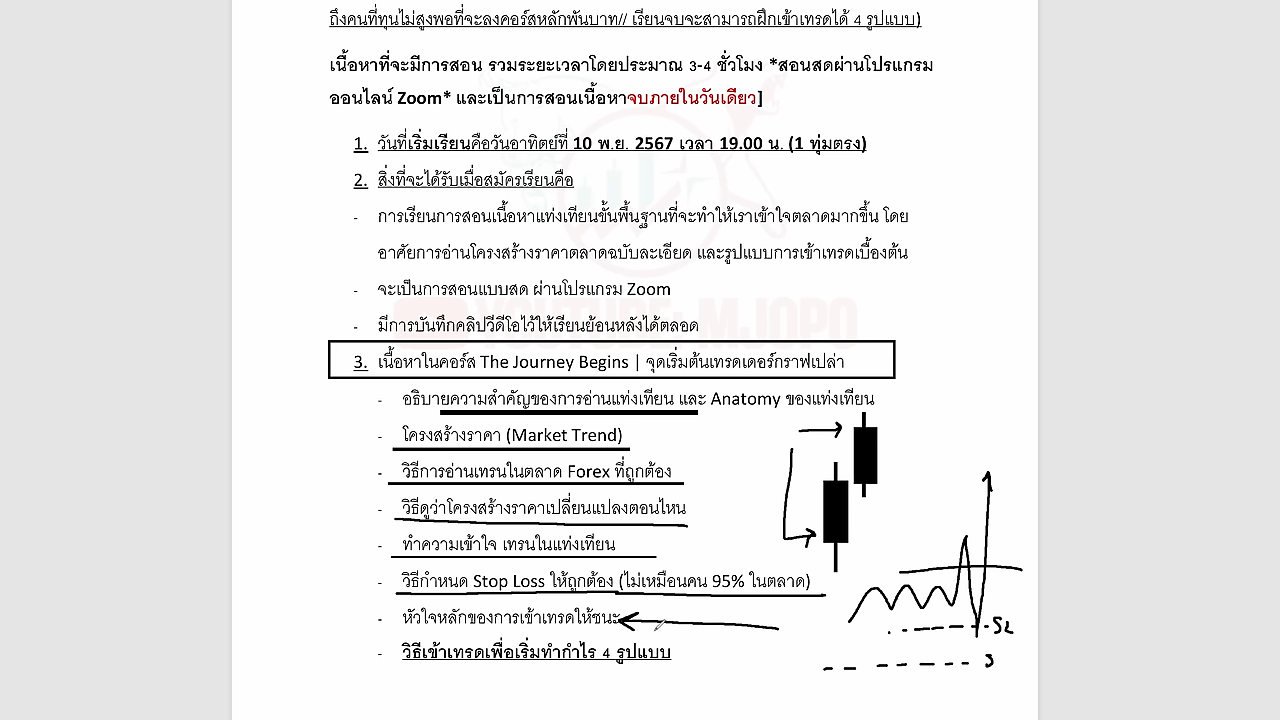 ถึงคนที่ทุนไม่สูงพอที่จะลงคอร์สหลักพันบาท// เรียนจบจะสามารถฝึกเข้าเทรดได้ 4 รูปแบบ)
เนื้อหาที่จะมีการสอน รวมระยะเวลาโดยประมาณ 3-4 ชั่วโมง *สอนสดผ่านโปรแกรม
ออนไลน์ Zoom* และเป็นการสอนเนื้อหาจบภายในวันเดียว]
1. วันที่เริ่มเรียนคือวันอาทิตย์ที่ 10 พ.ย. 2567 เวลา 19.00 น. (1 ทุ่มตรง)
2. สิ่งที่จะได้รับเมื่อสมัครเรียนคือ
- การเรียนการสอนเนื้อหาแท่งเทียนขั้นพื้นฐานที่จะทำให้เราเข้าใจตลาดมากขึ้น โดย
อาศัยการอ่านโครงสร้างราคาตลาดฉบับละเอียด และรูปแบบการเข้าเทรดเบื้องต้น
- จะเป็นการสอนแบบสด ผ่านโปรแกรม Zoom
YOUTUBE: MJOPO
- มีการบันทึกคลิปวีดีโอไว้ให้เรียนย้อนหลังได้ตลอด
3. เนื้อหาในคอร์ส The Journey Begins | จุดเริ่มต้นเทรดเดอร์กราฟเปล่า
- อธิบายความสำคัญของการอ่านแท่งเทียน และ Anatomy ของแท่งเทียน
- โครงสร้างราคา (Market Trend)
- วิธีการอ่านเทรนในตลาด Forex ที่ถูกต้อง
- วิธีดูว่าโครงสร้างราคาเปลี่ยนแปลงตอนไหน
- ทำความเข้าใจ เทรนในแท่งเทียน
- วิธีกำหนด Stop Loss ให้ถูกต้อง (ไม่เหมือนคน 95% ในตลาด)
- หัวใจหลักของการเข้าเทรดให้ชนะ
SL
- วิธีเข้าเทรดเพื่อเริ่มทำกำไร 4 รูปแบบ